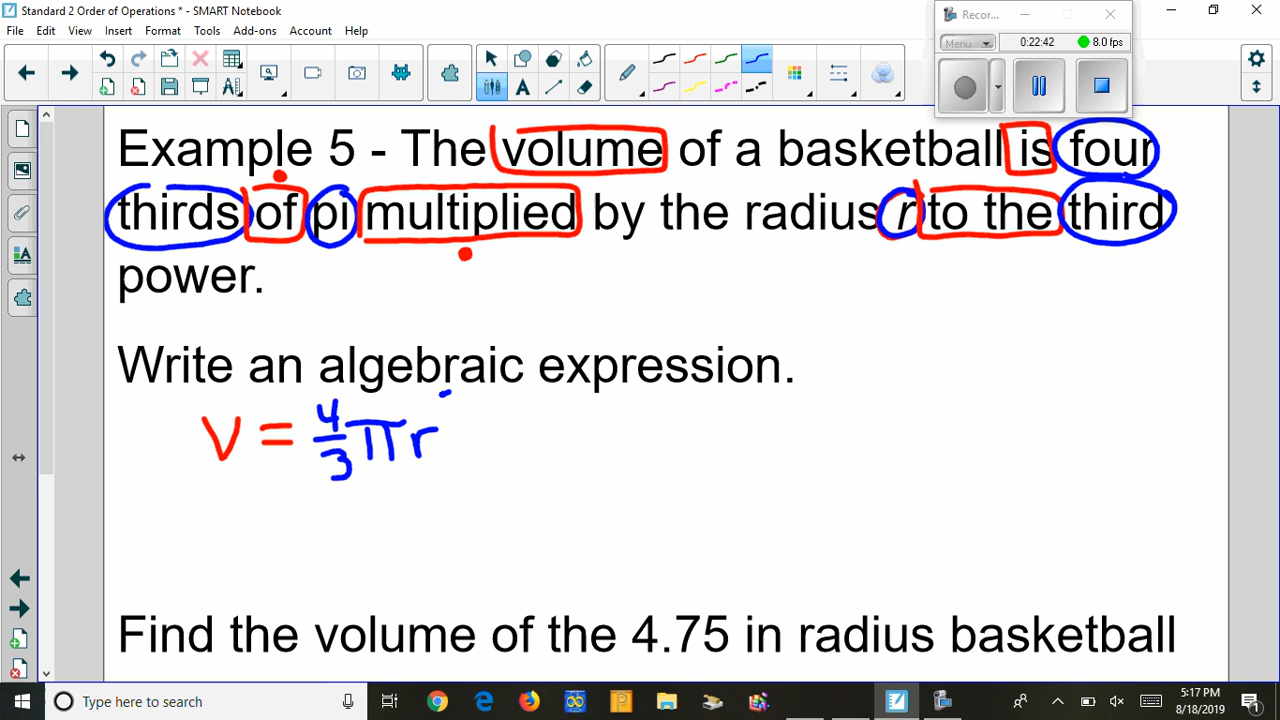 Standard 2 Order of Operations * - SMART Notebook
Recor...
File Edit View Insert Format Tools Add-ons Account Help
Menu 0:22:42 8.0 fps
Example 5 - The volume of a basketball is four
thirds of pi multiplied by the radius r to the third
power.
Write an algebraic expression.
V = 4/3 π r
Find the volume of the 4.75 in radius basketball
Type here to search
5:17 PM
8/18/2019
1